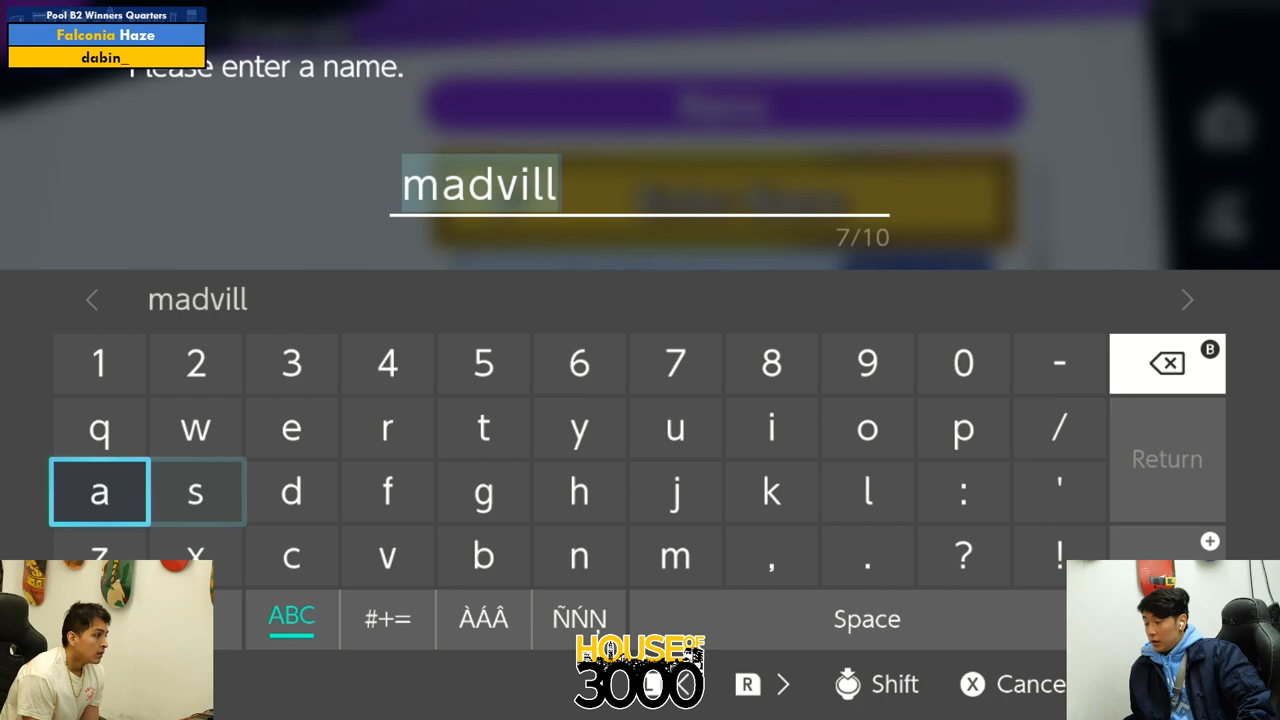 Pool B2 Winners Quarters
Falconia Haze
dabin_
Please enter a name.
madvill
7/10
madvill
1 2 3 4 5 6 7 8 9 0 -
B
q w e r t y u i o p /
Return
a s d f g h j k l : '
z x c v b n m , . ? !
+
ABC #+= ÀÁÂ ÑŃŅ Space
HOUSE OF
3000
L R Shift X Cance